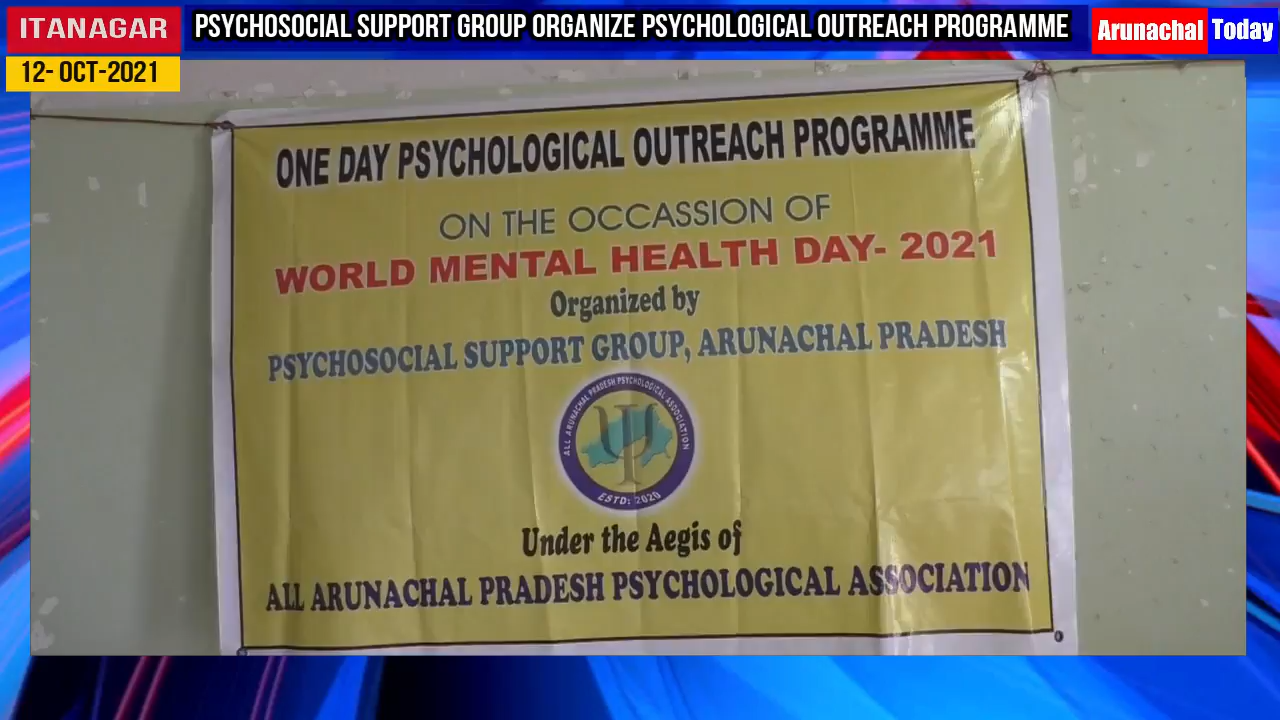 ITANAGAR
PSYCHOSOCIAL SUPPORT GROUP ORGANIZE PSYCHOLOGICAL OUTREACH PROGRAMME
Arunachal Today
12- OCT-2021
ONE DAY PSYCHOLOGICAL OUTREACH PROGRAMME
ON THE OCCASSION OF
WORLD MENTAL HEALTH DAY- 2021
Organized by
PSYCHOSOCIAL SUPPORT GROUP, ARUNACHAL PRADESH
ALL ARUNACHAL PRADESH PSYCHOLOGICAL ASSOCIATION
Ψ
ESTD: 2020
Under the Aegis of
ALL ARUNACHAL PRADESH PSYCHOLOGICAL ASSOCIATION